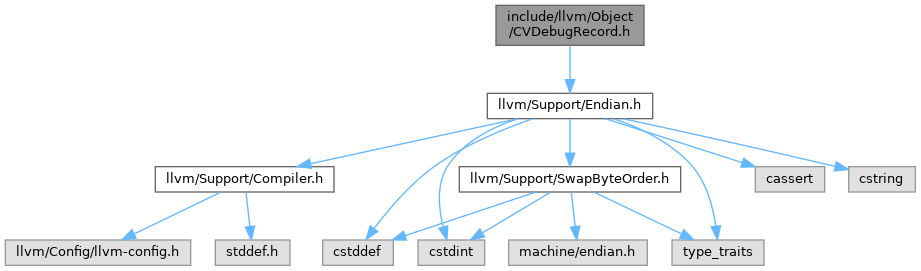 include/llvm/Object
/CVDebugRecord.h
llvm/Support/Endian.h
llvm/Support/Compiler.h
llvm/Support/SwapByteOrder.h
cassert
cstring
llvm/Config/llvm-config.h
stddef.h
cstddef
cstdint
machine/endian.h
type_traits